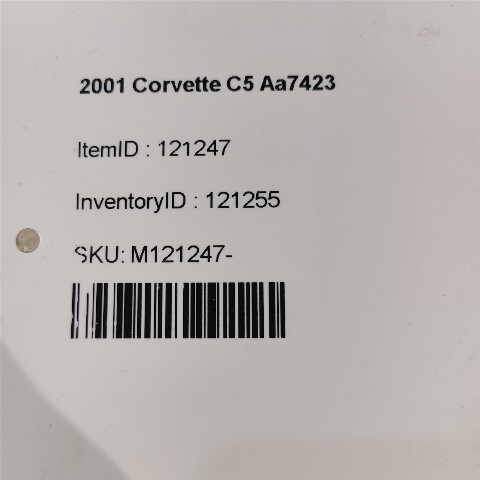 2001 Corvette C5 Aa7423
ItemID : 121247
InventoryID : 121255
SKU: M121247-